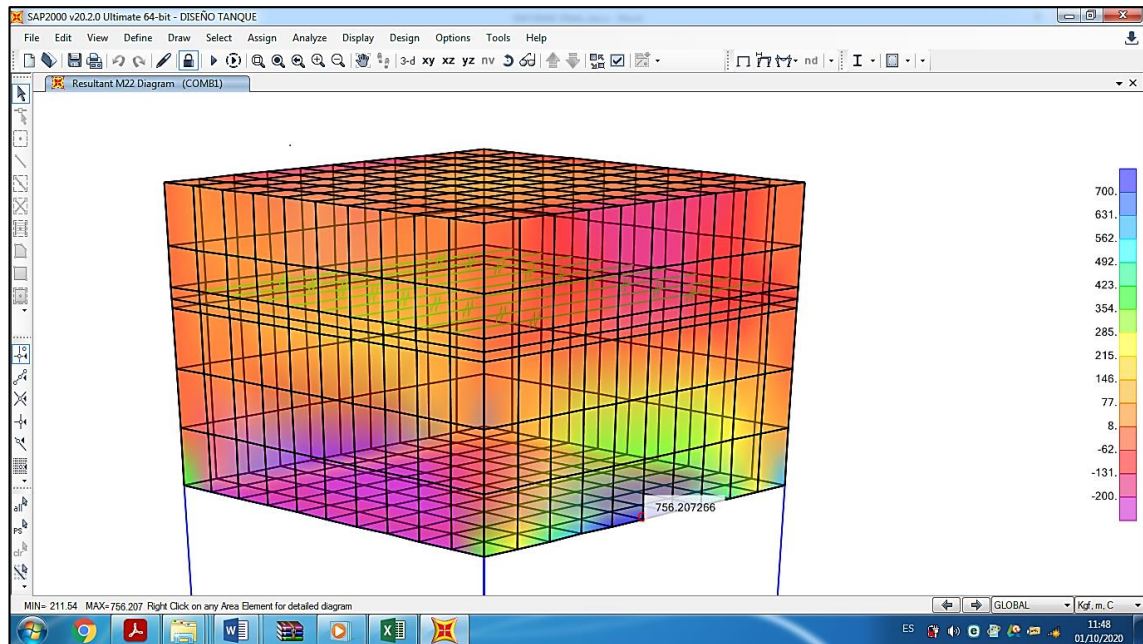 SAP2000 v20.2.0 Ultimate 64-bit - DISEÑO TANQUE
File Edit View Define Draw Select Assign Analyze Display Design Options Tools Help
3-d xy xz yz nv nd
Resultant M22 Diagram (COMB1)
700.
631.
562.
492.
423.
354.
285.
215.
146.
77.
8.
-62.
-131.
-200.
all
PS
clr
756.207266
MIN= 211.54 MAX=756.207 Right Click on any Area Element for detailed diagram
GLOBAL
Kgf, m, C
ES
11:48
01/10/2020